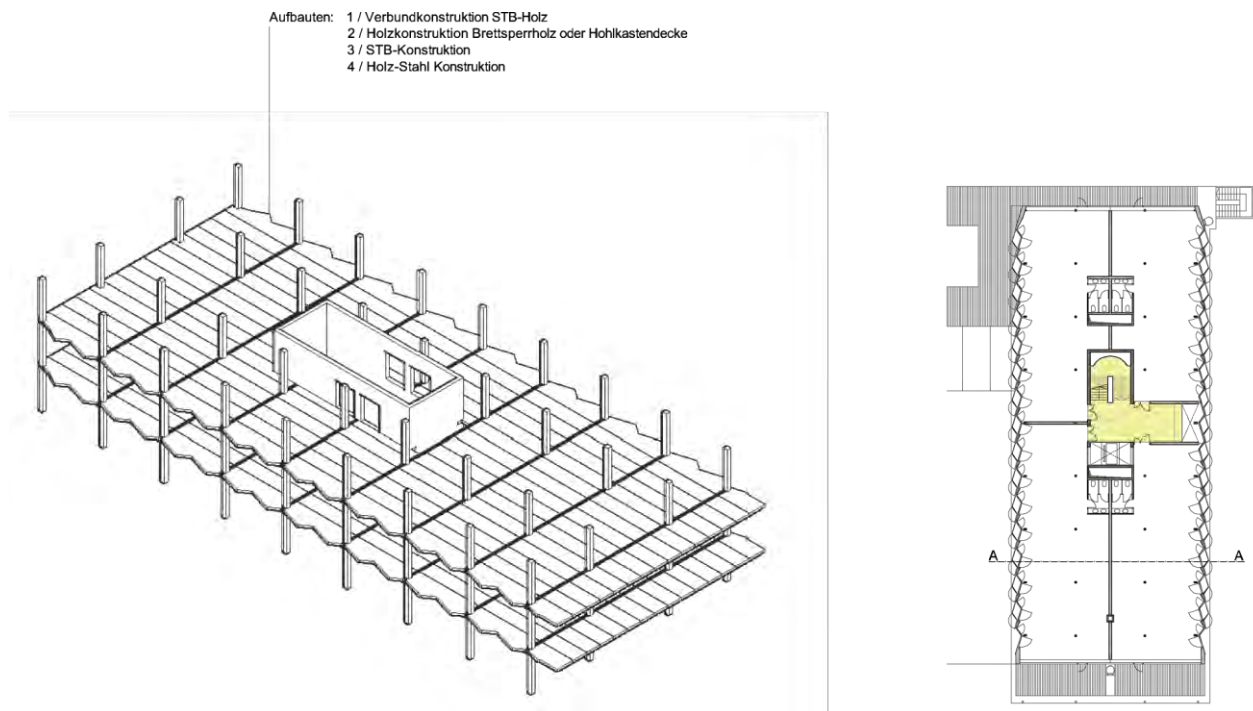 Aufbauten: 1 / Verbundkonstruktion STB-Holz
2 / Holzkonstruktion Brettsperrholz oder Hohlkastendecke
3 / STB-Konstruktion
4 / Holz-Stahl Konstruktion
A A